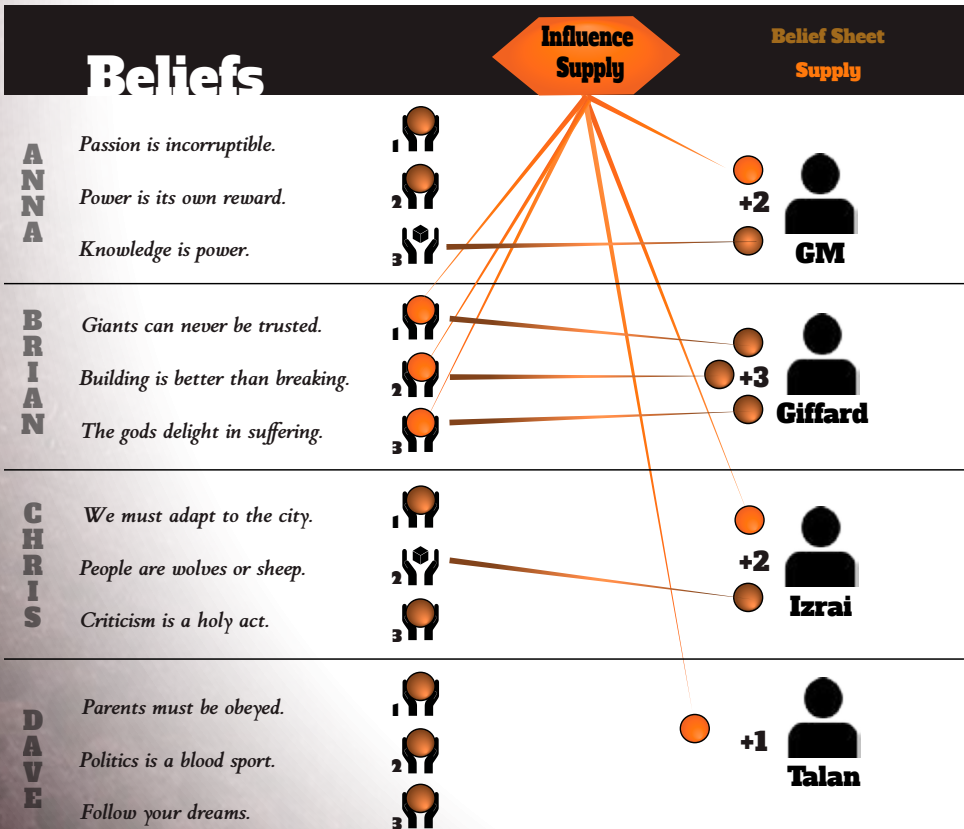 Beliefs
Influence
Supply
Belief Sheet
Supply
ANNA
Passion is incorruptible.
1
Power is its own reward.
2
Knowledge is power.
3
+2
GM
BRIAN
Giants can never be trusted.
1
Building is better than breaking.
2
The gods delight in suffering.
3
+3
Giffard
CHRIS
We must adapt to the city.
1
People are wolves or sheep.
2
Criticism is a holy act.
3
+2
Izrai
DAVE
Parents must be obeyed.
1
Politics is a blood sport.
2
Follow your dreams.
3
+1
Talan